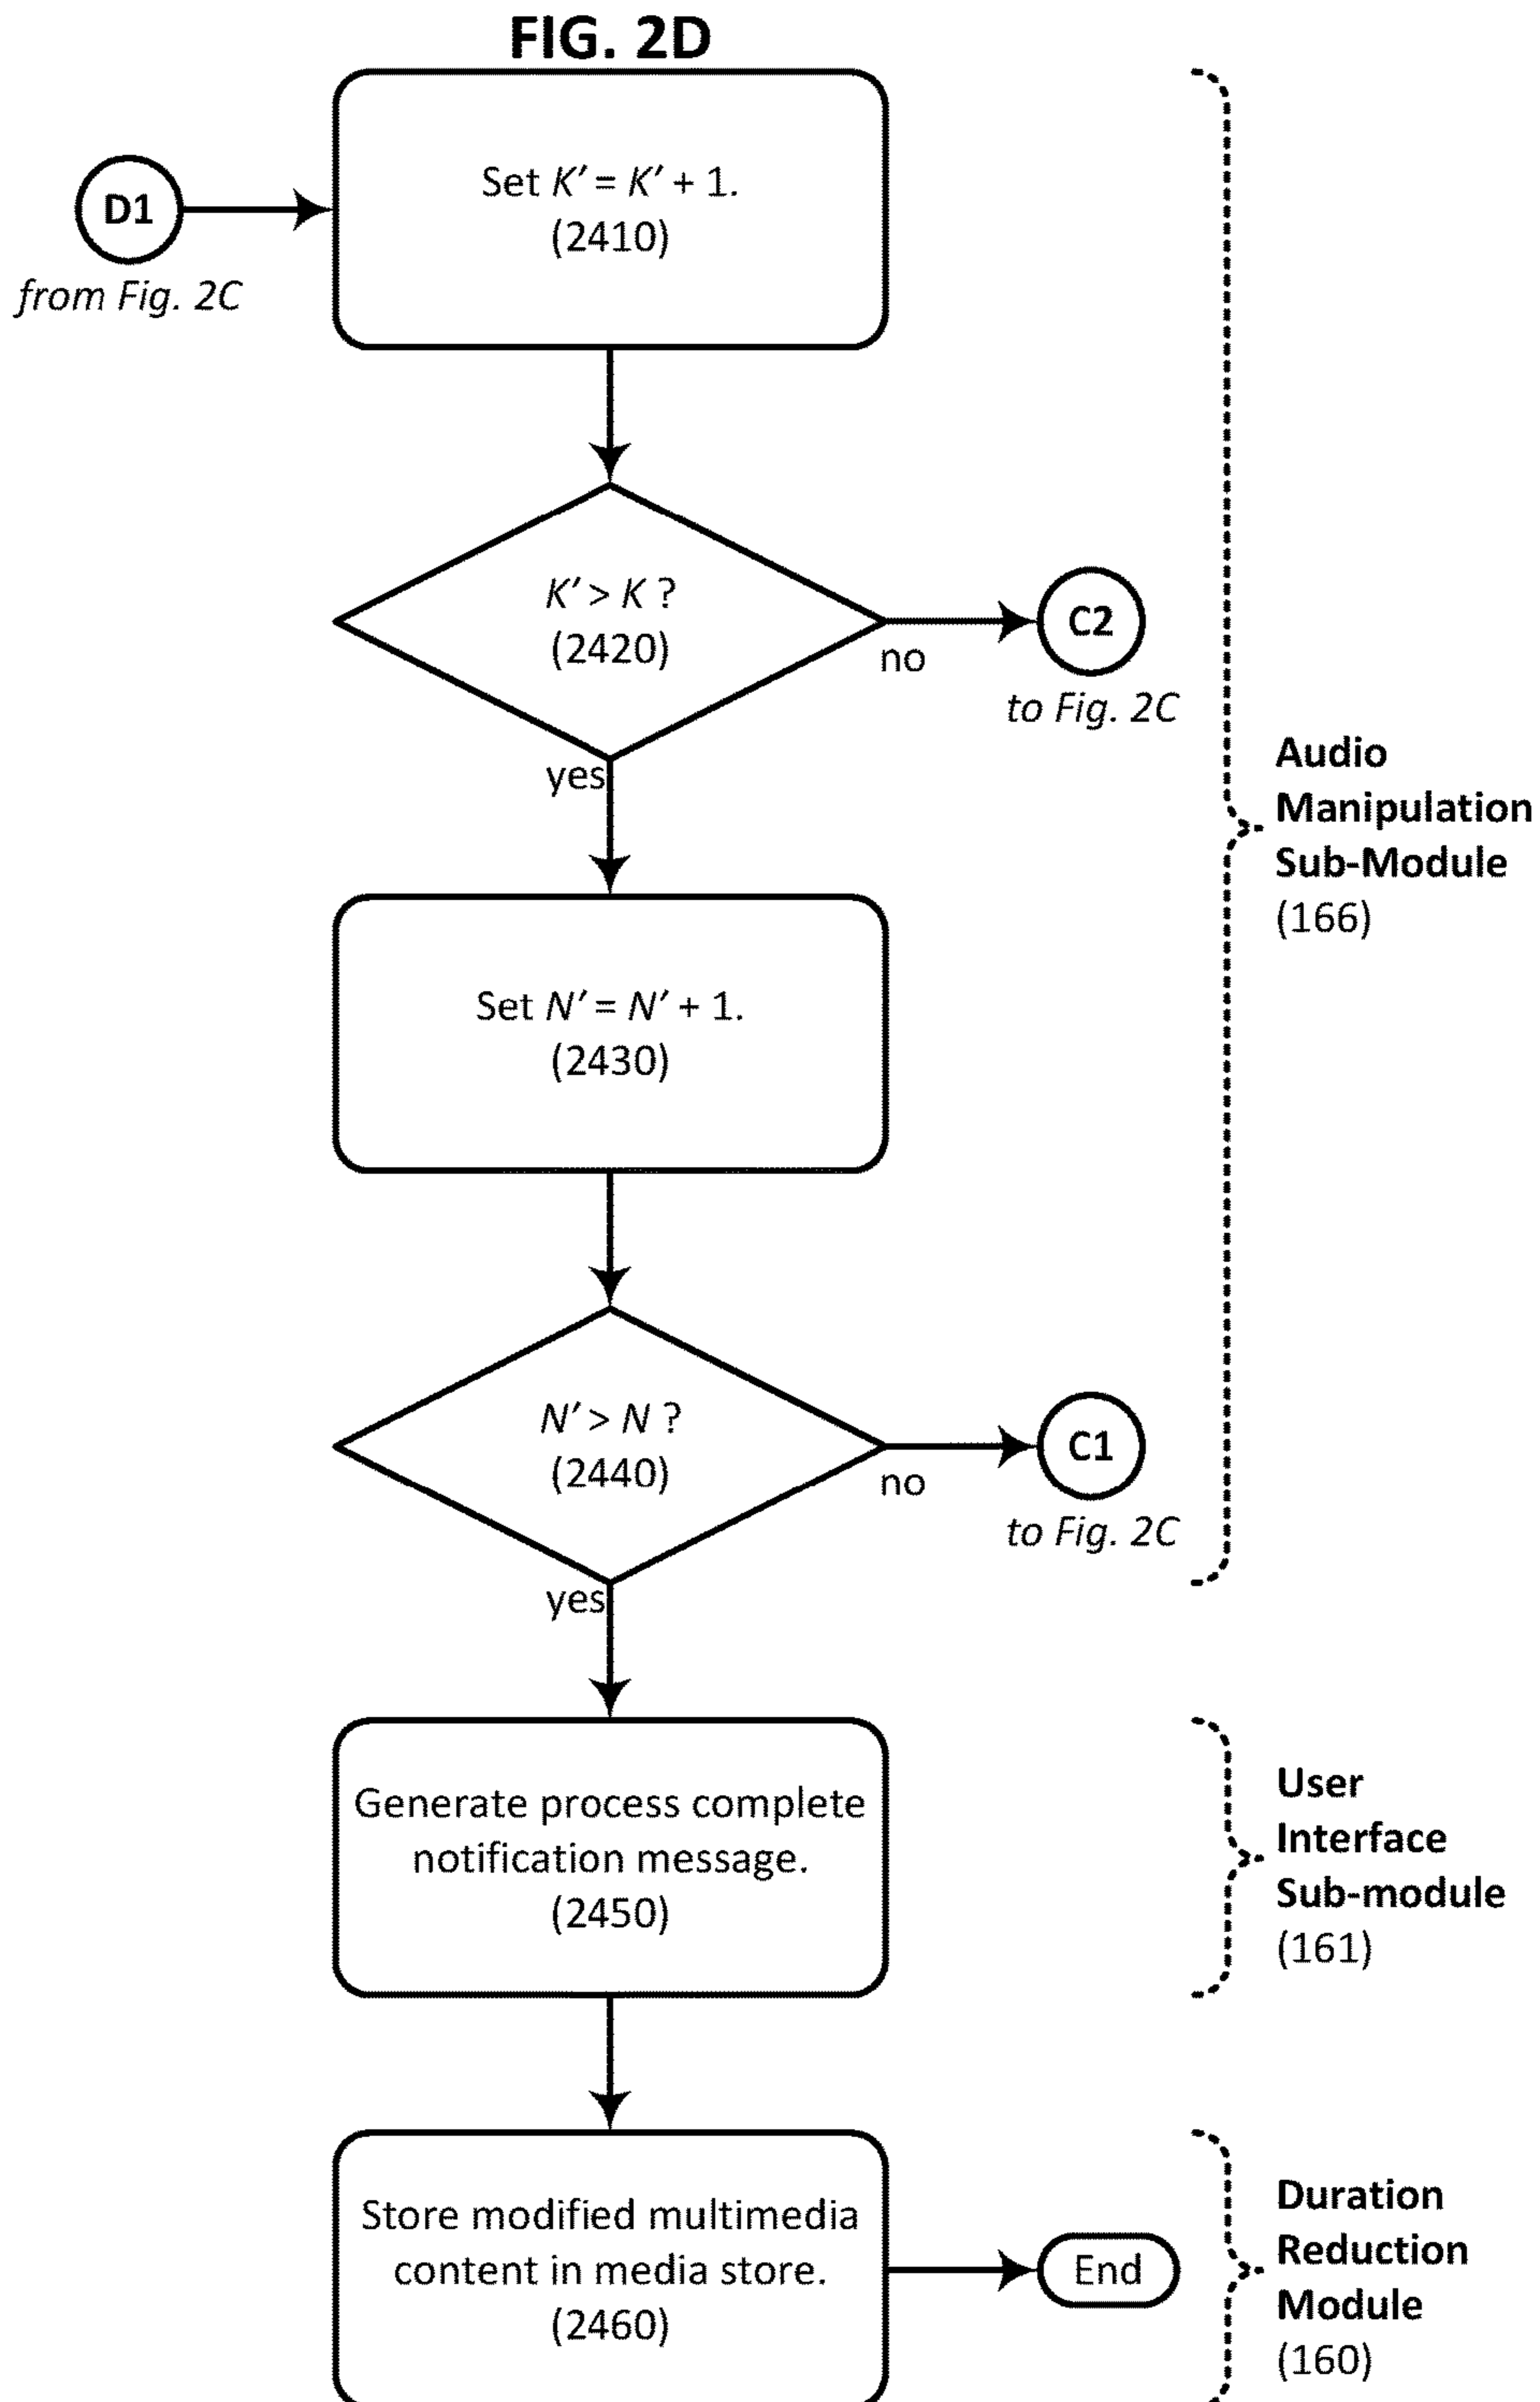 FIG. 2D
Set K' = K' + 1.
(2410)
D1
from Fig. 2C
K' > K ?
(2420)
no
C2
to Fig. 2C
yes
Audio
Manipulation
Sub-Module
(166)
Set N' = N' + 1.
(2430)
N' > N ?
(2440)
no
C1
to Fig. 2C
yes
Generate process complete
notification message.
(2450)
User
Interface
Sub-module
(161)
Store modified multimedia
content in media store.
(2460)
End
Duration
Reduction
Module
(160)